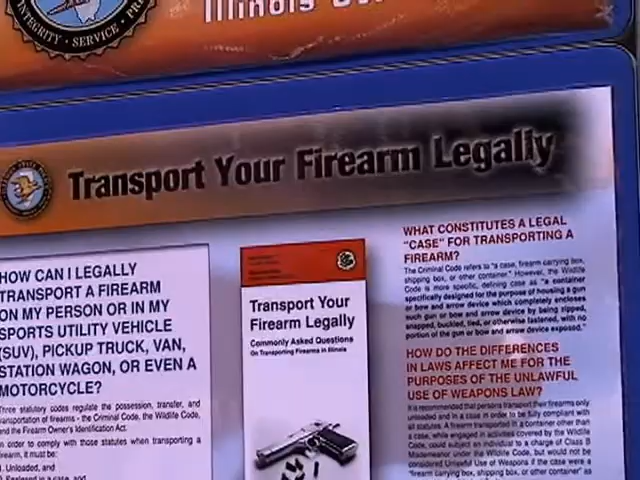 INTEGRITY • SERVICE •
Illinois
Transport Your Firearm Legally
HOW CAN I LEGALLY
TRANSPORT A FIREARM
ON MY PERSON OR IN MY
SPORTS UTILITY VEHICLE
(SUV), PICKUP TRUCK, VAN,
STATION WAGON, OR EVEN A
MOTORCYCLE?
Three statutory codes regulate the possession, transfer, and
transportation of firearms - the Criminal Code, the Wildlife Code,
and the Firearm Owner's Identification Act.
In order to comply with those statutes when transporting a
firearm, it must be:
Unloaded, and
Enclosed in a case, and
Transport Your
Firearm Legally
Commonly Asked Questions
On Transporting Firearms in Illinois
WHAT CONSTITUTES A LEGAL
"CASE" FOR TRANSPORTING A
FIREARM?
The Criminal Code refers to "a case, firearm carrying box,
shipping box, or other container." However, the Wildlife
Code is more specific, defining case as "a container
specifically designed for the purpose of housing a gun
or bow and arrow device which completely encloses
such gun or bow and arrow device by being zipped,
snapped, buckled, tied, or otherwise fastened, with no
portion of the gun or bow and arrow device exposed."
HOW DO THE DIFFERENCES
IN LAWS AFFECT ME FOR THE
PURPOSES OF THE UNLAWFUL
USE OF WEAPONS LAW?
It is recommended that persons transport their firearms only
unloaded and in a case in order to be fully compliant with
all statutes. A firearm transported in a container other than
a case, while engaged in activities covered by the Wildlife
Code, could subject an individual to a charge of Class B
Misdemeanor under the Wildlife Code, but would not be
considered Unlawful Use of Weapons if the case were a
"firearm carrying box, shipping box, or other container" as